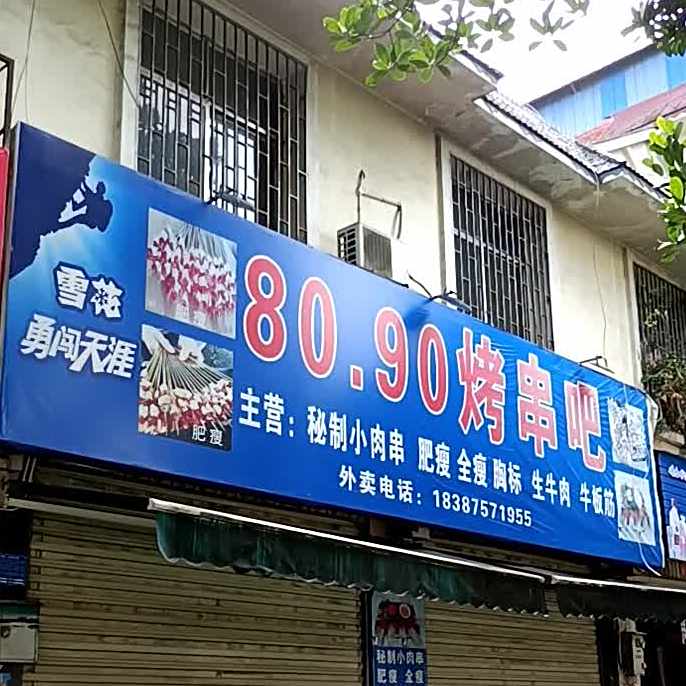 雪花
勇闯天涯
肥瘦
80.90烤串吧
主营：秘制小肉串 肥瘦 全瘦 胸标 生牛肉 牛板筋
外卖电话：18387571955
秘制小肉串
肥瘦 全瘦